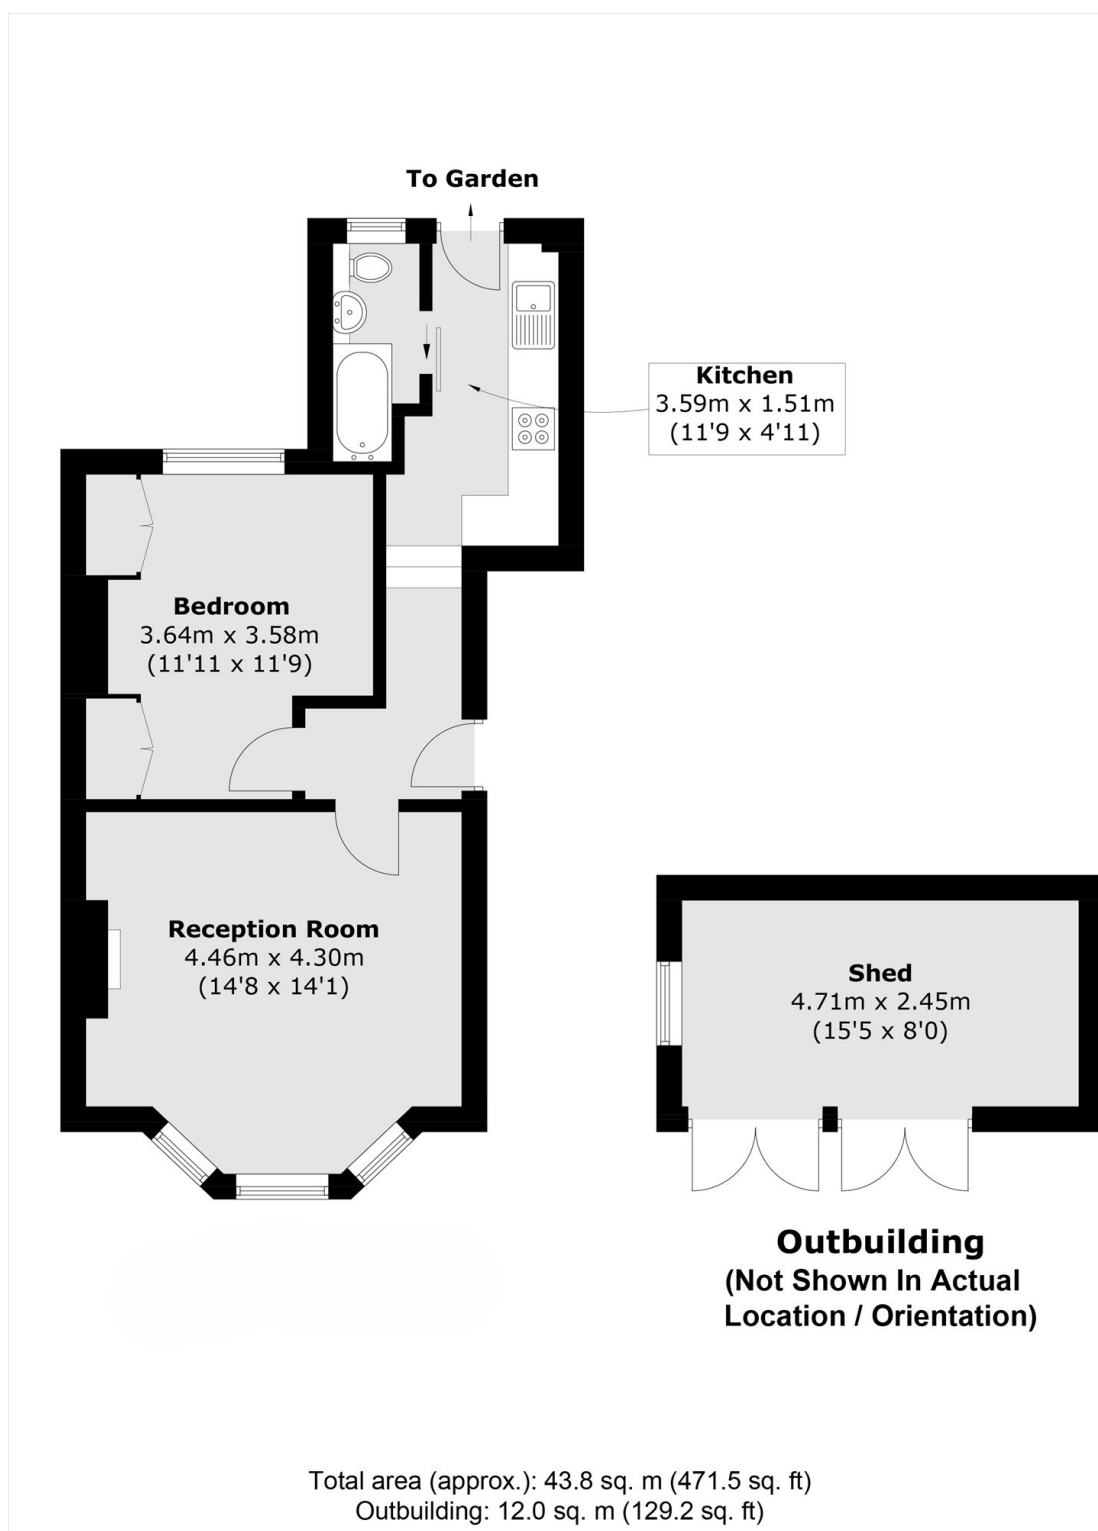 To Garden
Kitchen
3.59m x 1.51m
(11'9 x 4'11)
Bedroom
3.64m x 3.58m
(11'11 x 11'9)
Reception Room
4.46m x 4.30m
(14'8 x 14'1)
Shed
4.71m x 2.45m
(15'5 x 8'0)
Outbuilding
(Not Shown In Actual
Location / Orientation)
Total area (approx.): 43.8 sq. m (471.5 sq. ft)
Outbuilding: 12.0 sq. m (129.2 sq. ft)